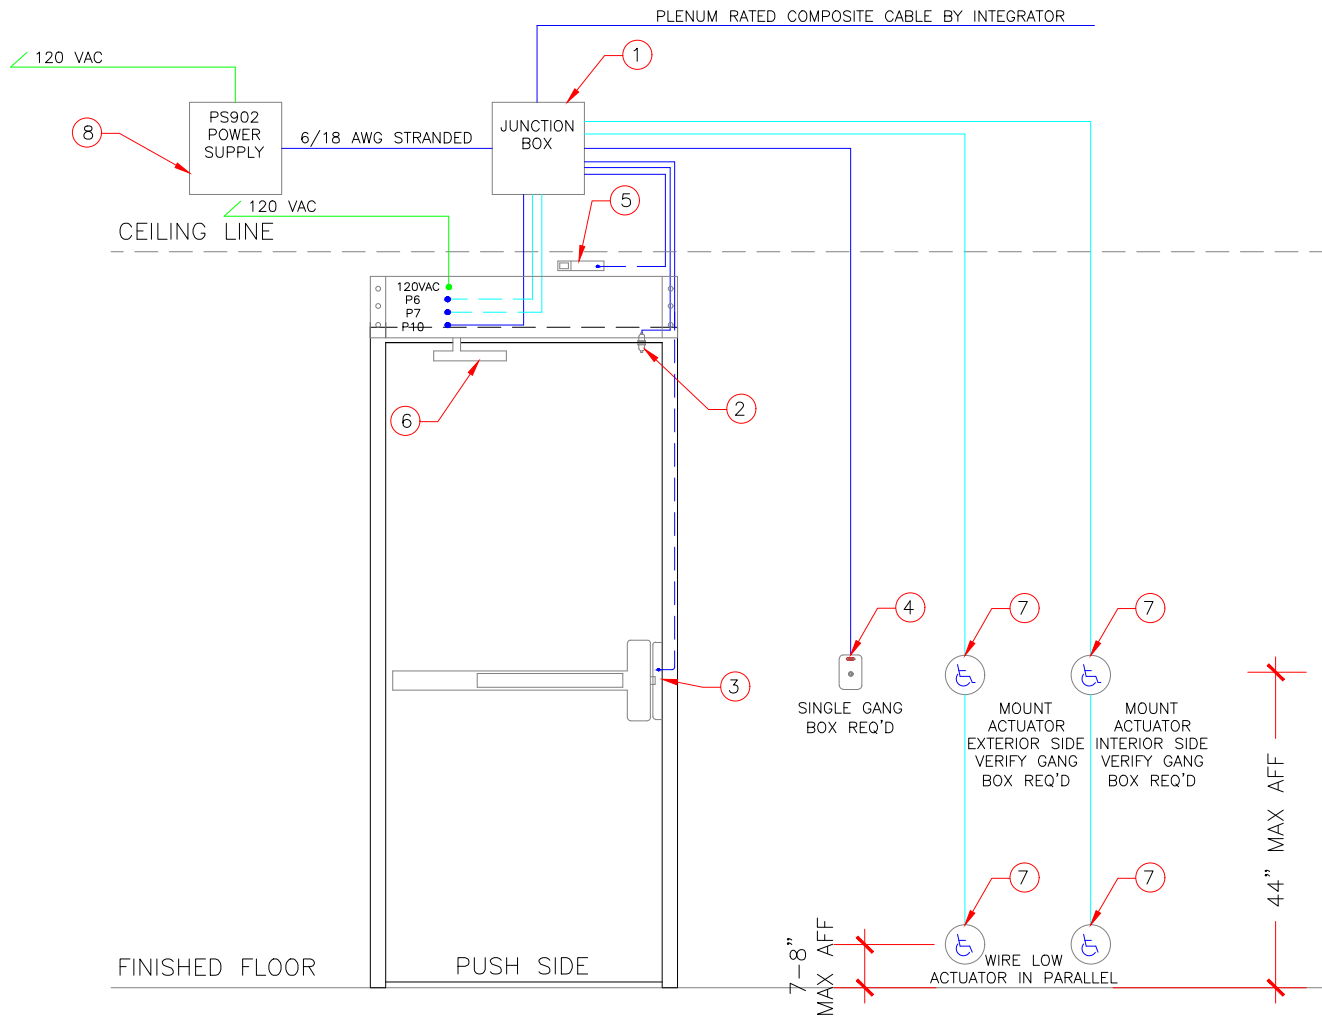 PLENUM RATED COMPOSITE CABLE BY INTEGRATOR
120 VAC
1
PS902
POWER
SUPPLY
8
6/18 AWG STRANDED
JUNCTION
BOX
120 VAC
5
CEILING LINE
120VAC
P6
P7
P10
6
2
4
7
7
3
SINGLE GANG
BOX REQ'D
MOUNT
ACTUATOR
EXTERIOR SIDE
VERIFY GANG
BOX REQ'D
MOUNT
ACTUATOR
INTERIOR SIDE
VERIFY GANG
BOX REQ'D
44" MAX AFF
7
7
7-8"
MAX AFF
WIRE LOW
ACTUATOR IN PARALLEL
FINISHED FLOOR
PUSH SIDE